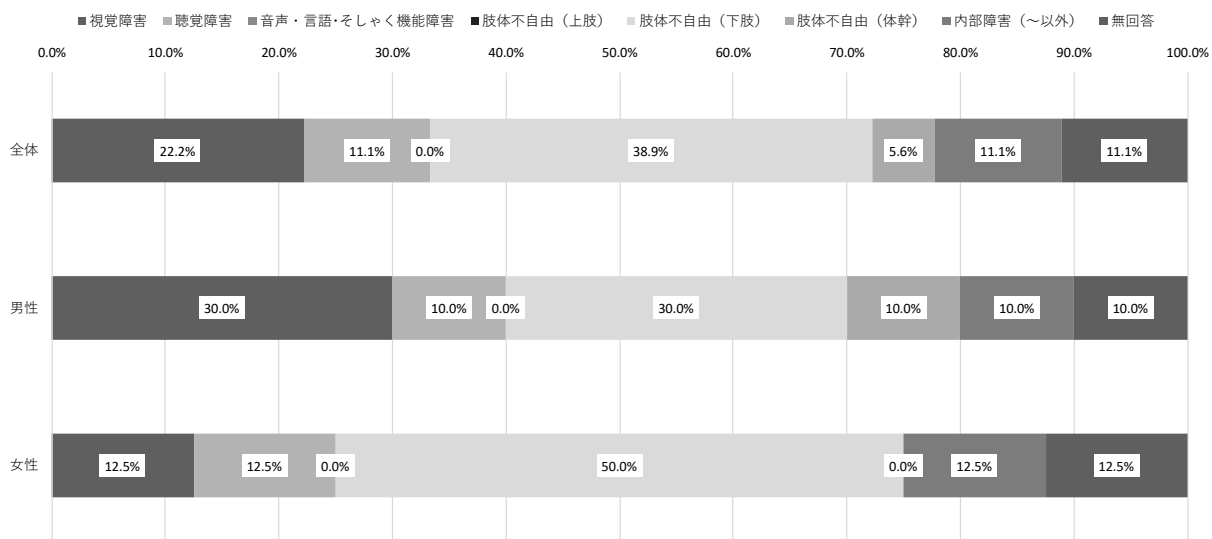 ■視覚障害 ■聴覚障害 ■音声・言語・そしゃく機能障害 ■肢体不自由（上肢） ■肢体不自由（下肢） ■肢体不自由（体幹） ■内部障害（～以外） ■無回答
0.0% 10.0% 20.0% 30.0% 40.0% 50.0% 60.0% 70.0% 80.0% 90.0% 100.0%
全体 22.2% 11.1% 0.0% 38.9% 5.6% 11.1% 11.1%
男性 30.0% 10.0% 0.0% 30.0% 10.0% 10.0% 10.0%
女性 12.5% 12.5% 0.0% 50.0% 0.0% 12.5% 12.5%